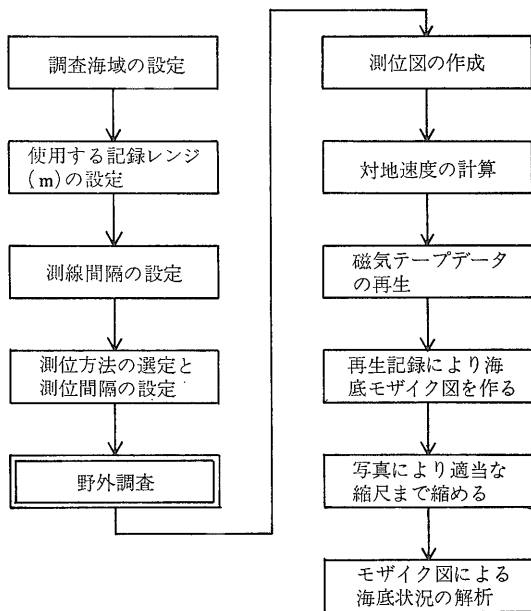 調査海域の設定
使用する記録レンジ
(m)の設定
測線間隔の設定
測位方法の選定と
測位間隔の設定
野外調査
測位図の作成
対地速度の計算
磁気テープデータ
の再生
再生記録により海
底モザイク図を作る
写真により適当な
縮尺まで縮める
モザイク図による
海底状況の解析